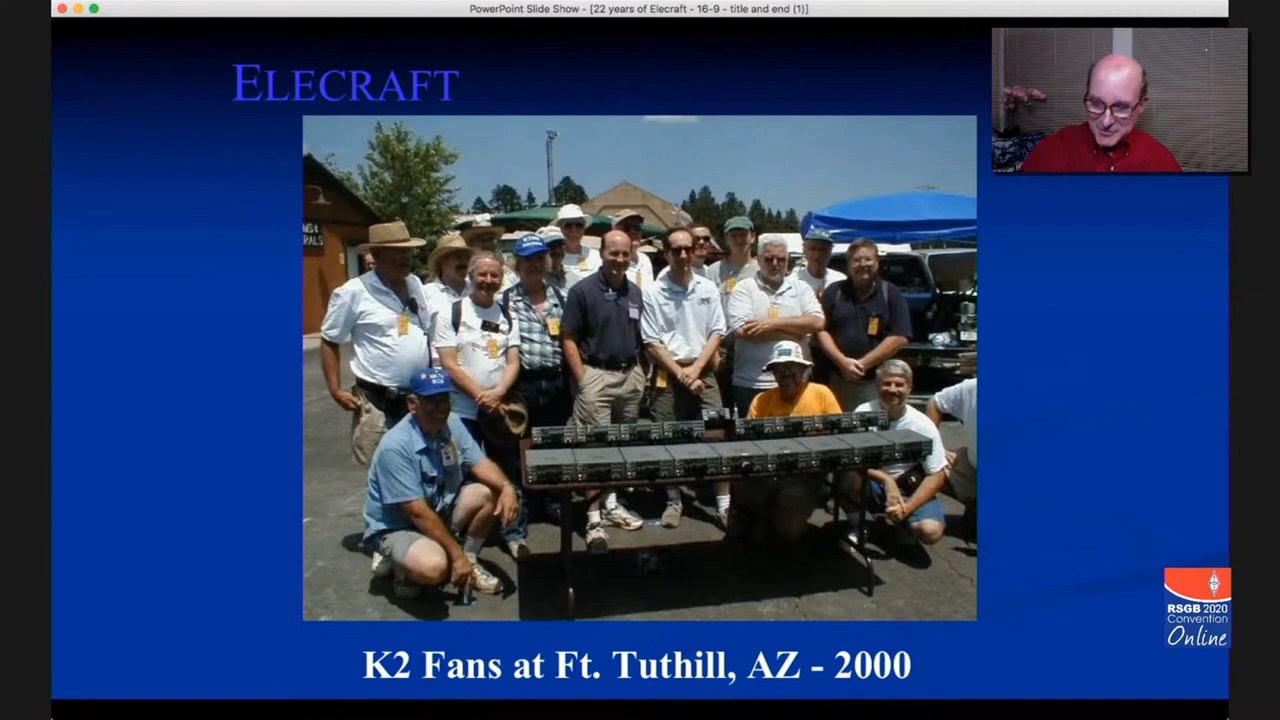 PowerPoint Slide Show - [22 years of Elecraft - 16-9 - title and end (1)]
ELECRAFT
K2 Fans at Ft. Tuthill, AZ - 2000
RSGB 2020
Convention
Online